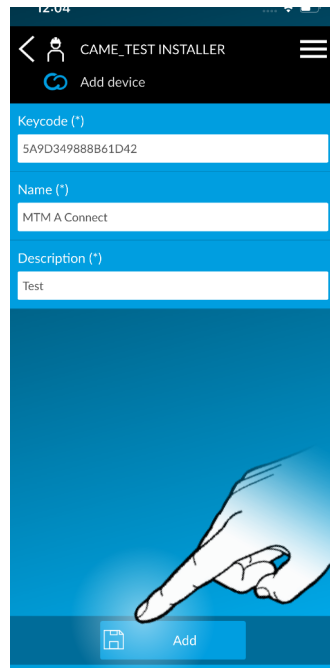 12:04
CAME_TEST INSTALLER
Add device
Keycode (*)
5A9D349888B61D42
Name (*)
MTM A Connect
Description (*)
Test
Add